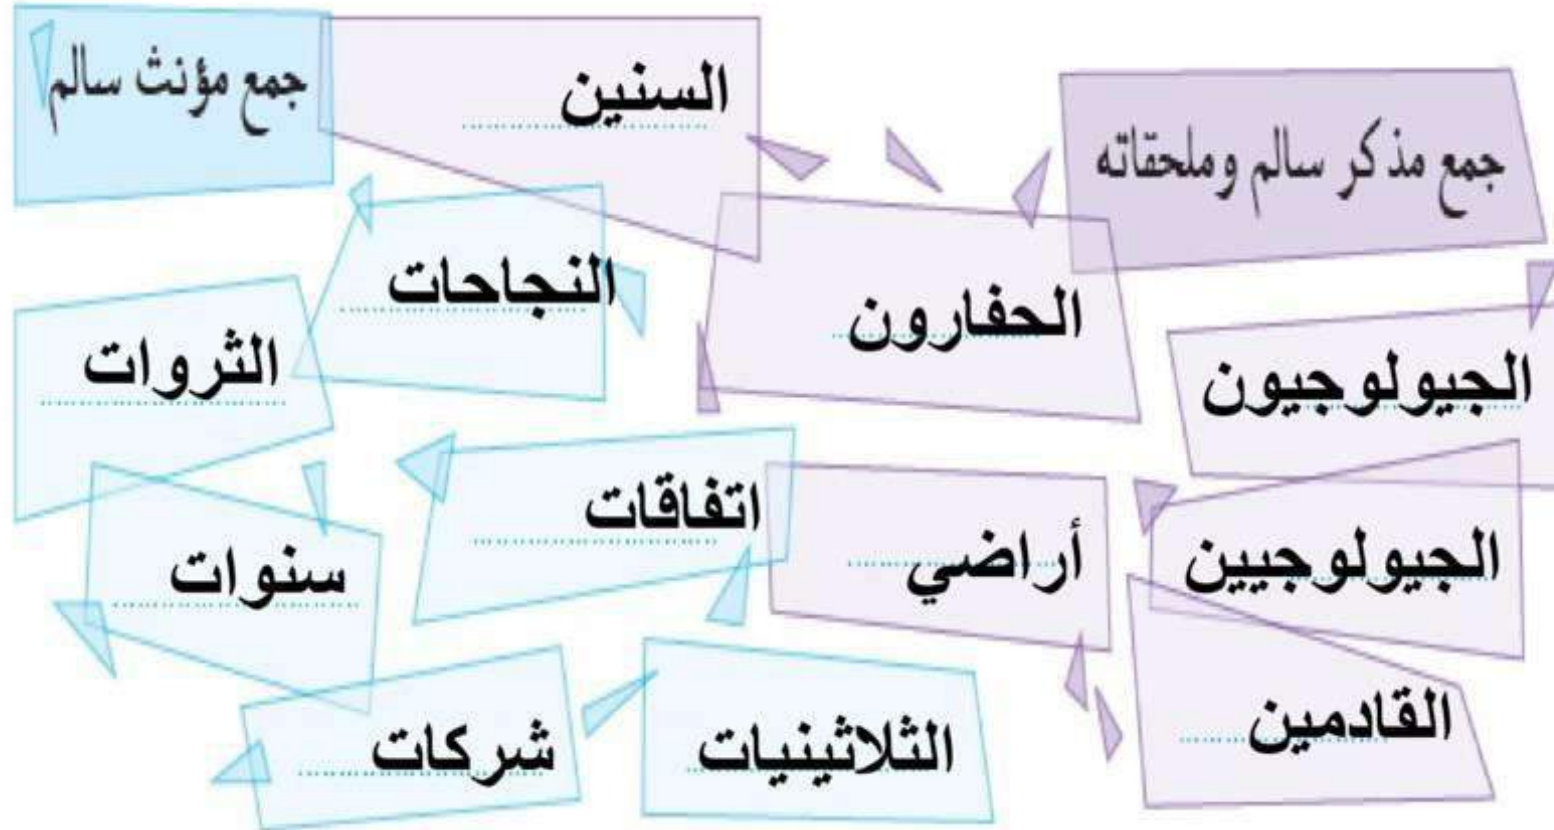 جمع مذكر سالم وملحقاته
السنين
جمع مؤنث سالم
الجيولوجيون
الحفارون
النجاحات
الثروات
الجيولوجيين
أراضي
اتفاقات
سنوات
القادمين
الثلاثينيات
شركات